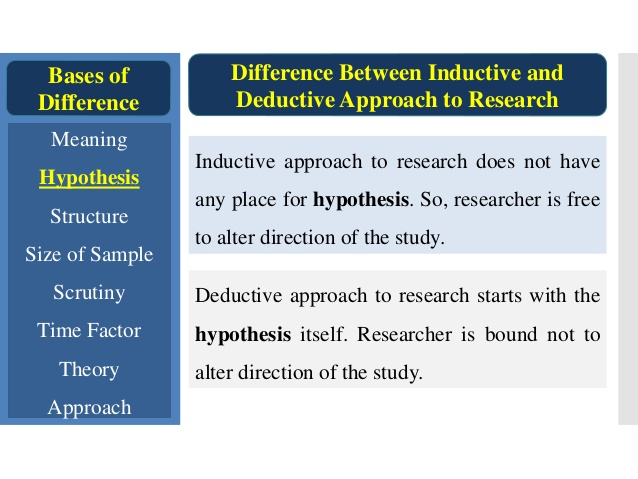 Bases of
Difference
Meaning
Hypothesis
Structure
Size of Sample
Scrutiny
Time Factor
Theory
Approach
Difference Between Inductive and
Deductive Approach to Research
Inductive approach to research does not have
any place for hypothesis. So, researcher is free
to alter direction of the study.
Deductive approach to research starts with the
hypothesis itself. Researcher is bound not to
alter direction of the study.